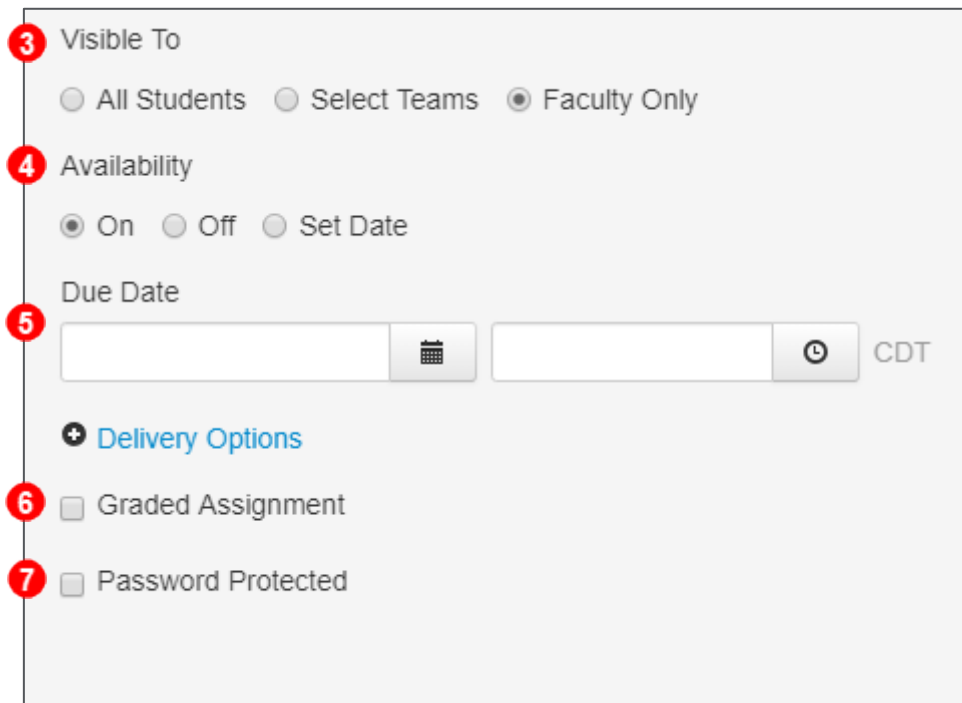 3 Visible To
All Students Select Teams Faculty Only
4 Availability
On Off Set Date
Due Date
5
CDT
Delivery Options
6 Graded Assignment
7 Password Protected